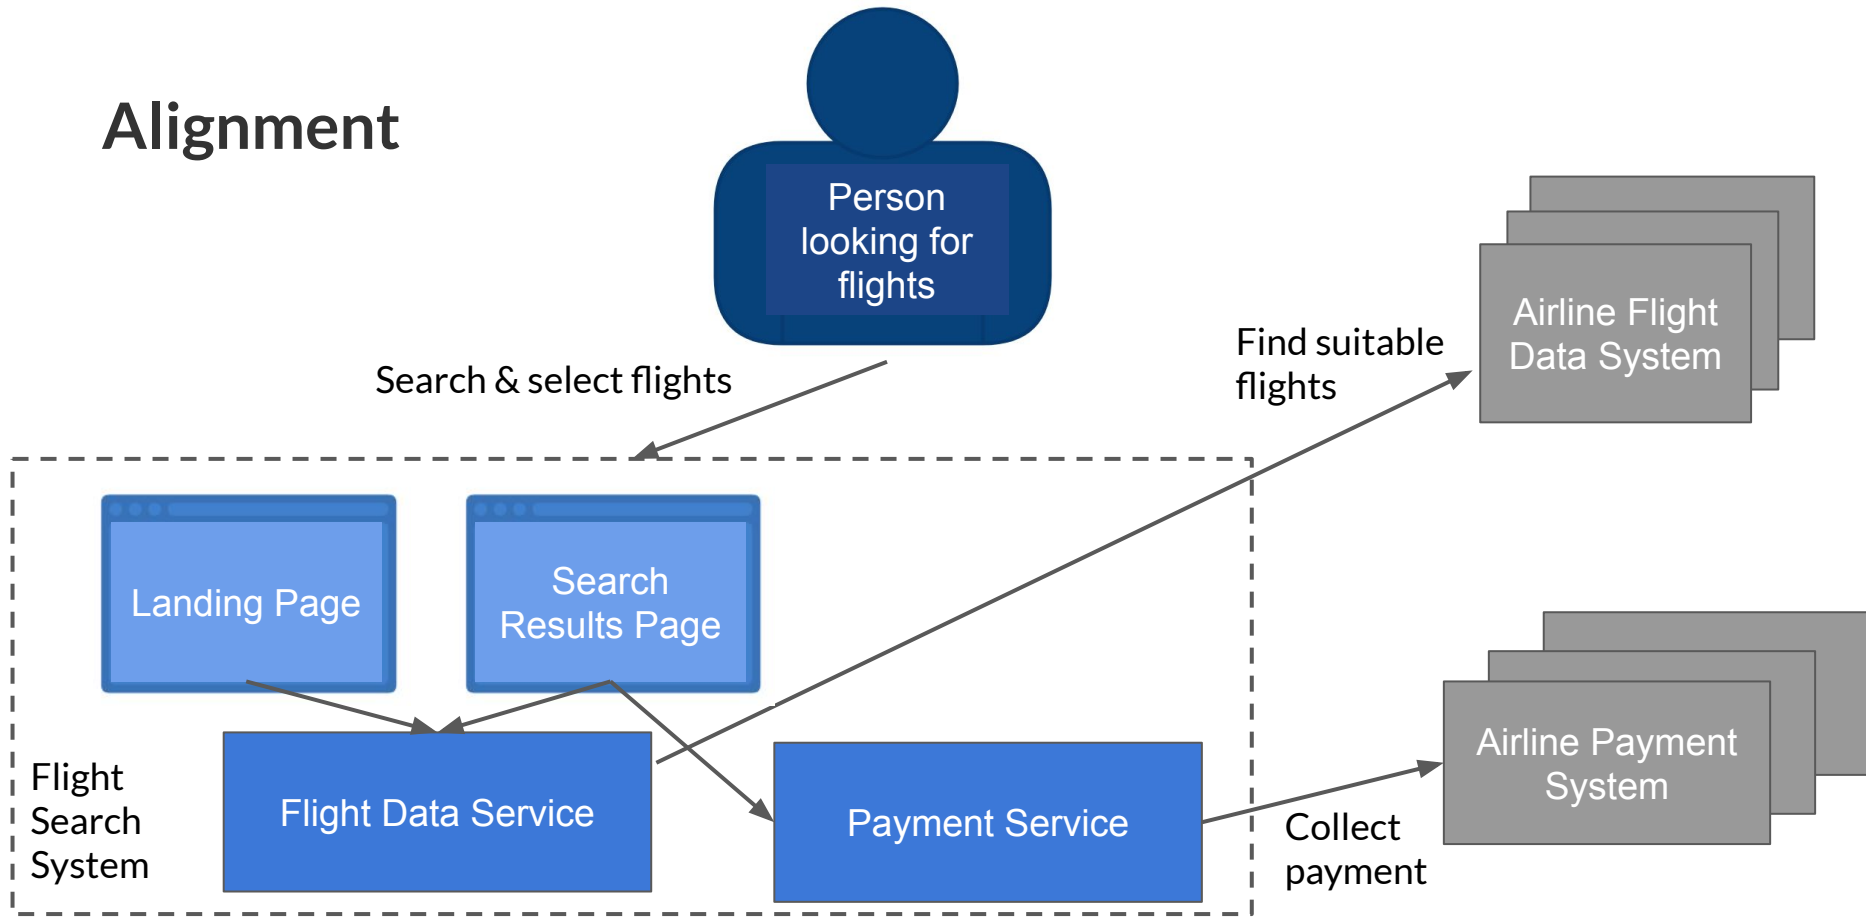 Alignment
Person
looking for
flights
Search & select flights
Find suitable
flights
Airline Flight
Data System
Landing Page
Search
Results Page
Flight
Search
System
Flight Data Service
Payment Service
Collect
payment
Airline Payment
System